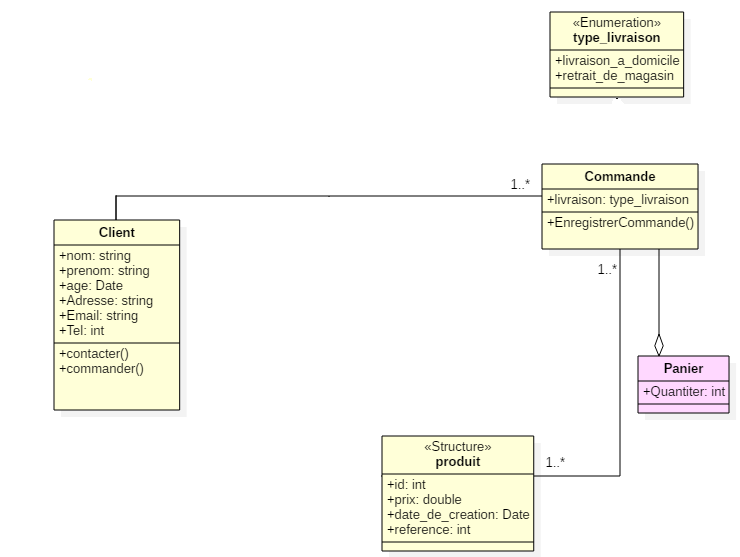 «Enumeration»
type_livraison
+livraison_a_domicile
+retrait_de_magasin
1..*
Commande
+livraison: type_livraison
+EnregistrerCommande()
Client
+nom: string
+prenom: string
+age: Date
+Adresse: string
+Email: string
+Tel: int
+contacter()
+commander()
1..*
Panier
+Quantiter: int
«Structure»
produit
1..*
+id: int
+prix: double
+date_de_creation: Date
+reference: int